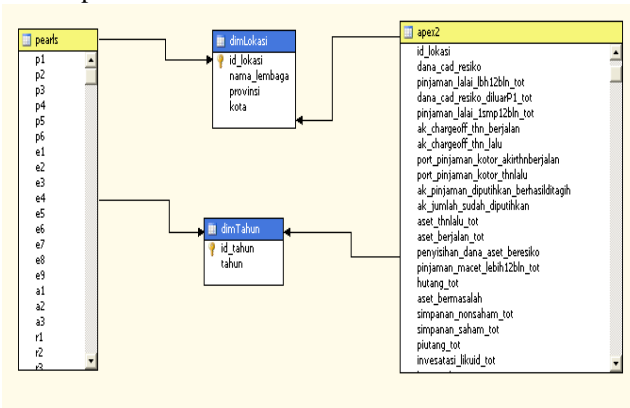 pearls
p1
p2
p3
p4
p5
p6
e1
e2
e3
e4
e5
e6
e7
e8
e9
a1
a2
a3
r1
r2
r3
dimLokasi
id_lokasi
nama_lembaga
provinsi
kota
dimTahun
id_tahun
tahun
apex2
id_lokasi
dana_cad_resiko
pinjaman_lalai_lbh12bln_tot
dana_cad_resiko_diluarP1_tot
pinjaman_lalai_1smp12bln_tot
ak_chargeoff_thn_berjalan
ak_chargeoff_thn_lalu
port_pinjaman_kotor_akirthnberjalan
port_pinjaman_kotor_thnlalu
ak_pinjaman_diputihkan_berhasilditagih
ak_jumlah_sudah_diputihkan
aset_thnlalu_tot
aset_berjalan_tot
penyisihan_dana_aset_beresiko
pinjaman_macet_lebih12bln_tot
hutang_tot
aset_bermasalah
simpanan_nonsaham_tot
simpanan_saham_tot
piutang_tot
invesatasi_likuid_tot